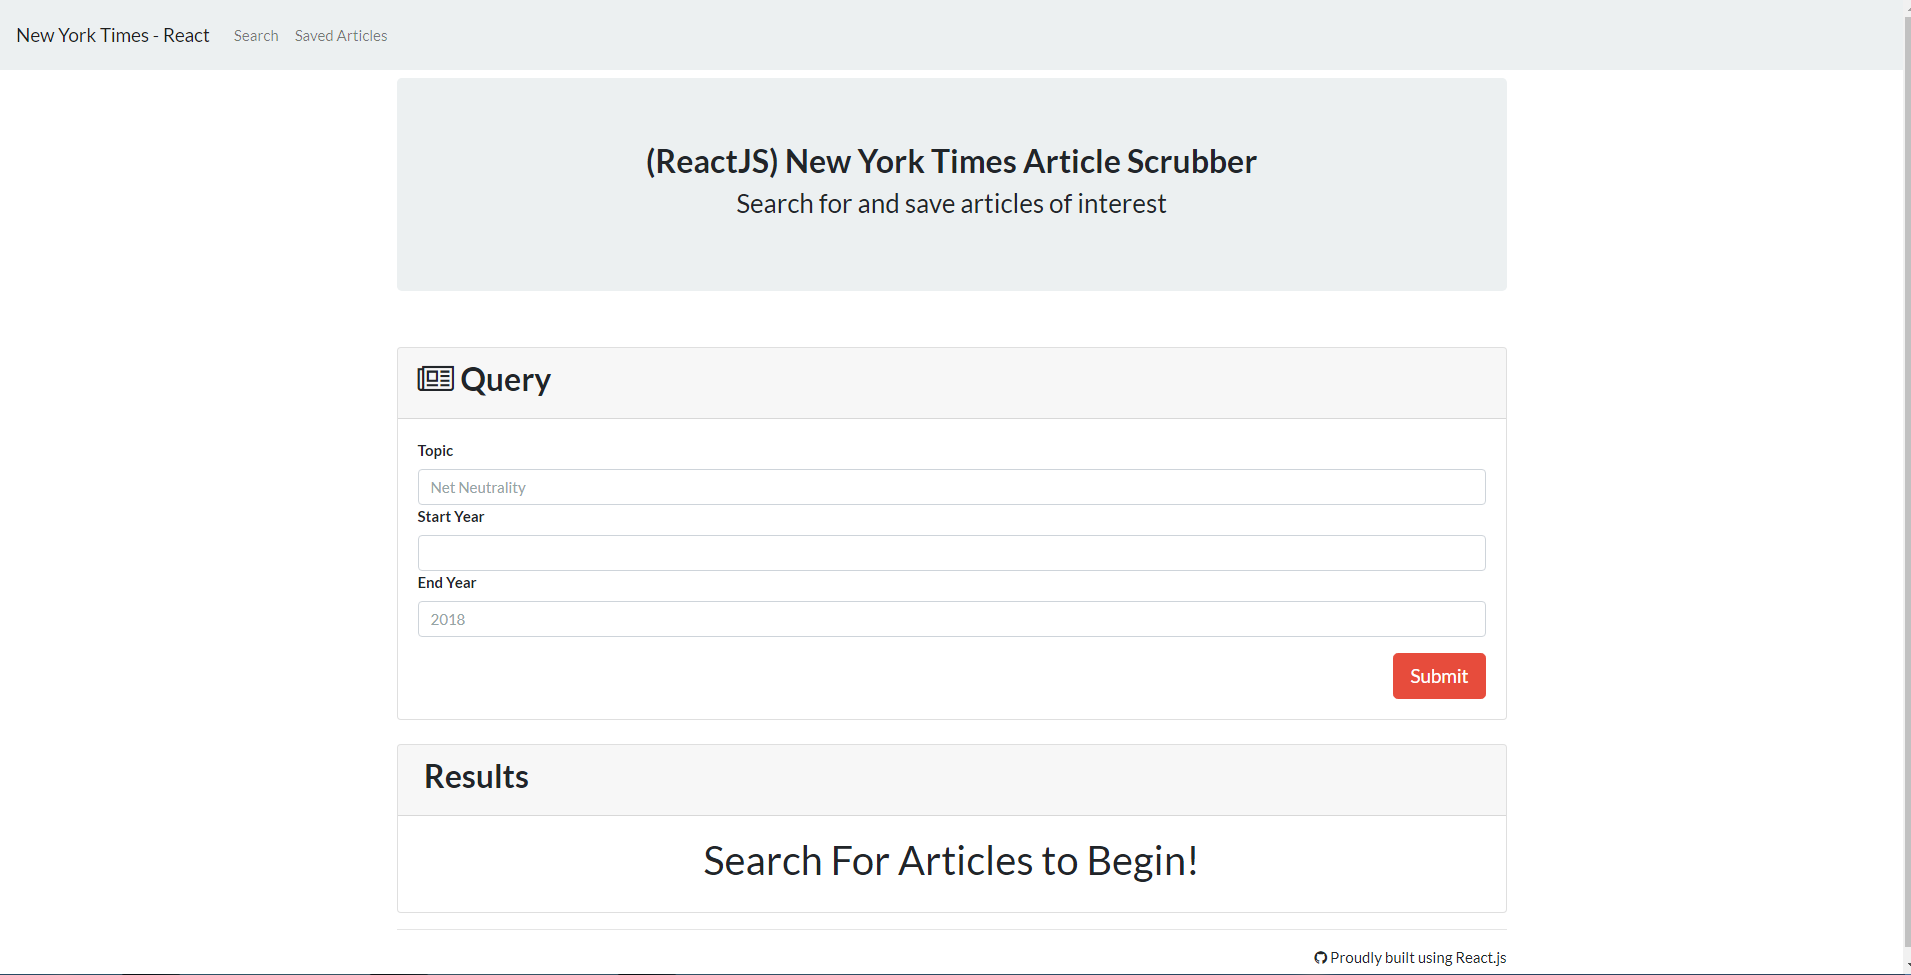 New York Times - React Search Saved Articles
(ReactJS) New York Times Article Scrubber
Search for and save articles of interest
Query
Topic
Net Neutrality
Start Year
End Year
2018
Submit
Results
Search For Articles to Begin!
Proudly built using React.js